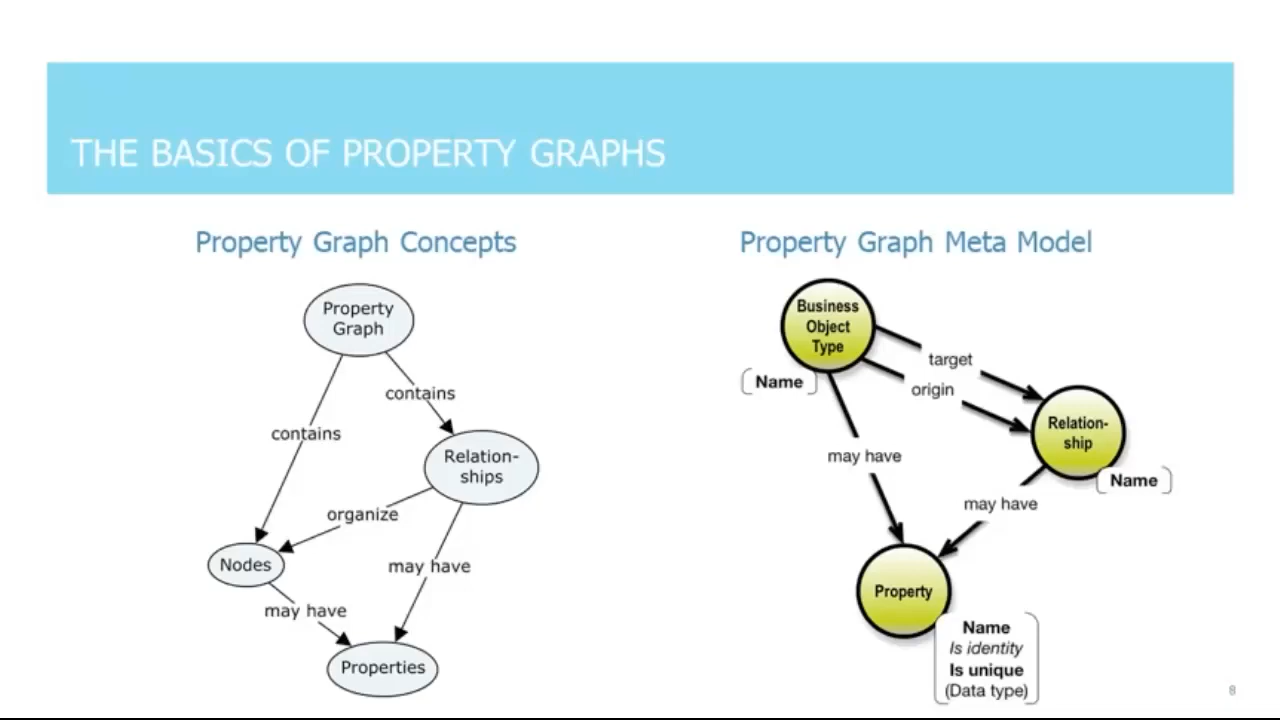 THE BASICS OF PROPERTY GRAPHS
Property Graph Concepts
Property
Graph
contains
contains
Relation-
ships
organize
Nodes
may have
may have
Properties
Property Graph Meta Model
Business
Object
Type
Name
target
origin
Relation-
ship
Name
may have
may have
Property
Name
Is identity
Is unique
(Data type)
8